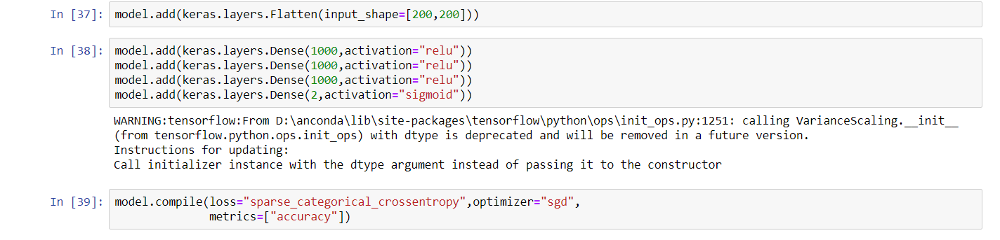 In [37]: model.add(keras.layers.Flatten(input_shape=[200,200]))
In [38]: model.add(keras.layers.Dense(1000,activation="relu"))
model.add(keras.layers.Dense(1000,activation="relu"))
model.add(keras.layers.Dense(1000,activation="relu"))
model.add(keras.layers.Dense(2,activation="sigmoid"))
WARNING:tensorflow:From D:\anconda\lib\site-packages\tensorflow\python\ops\init_ops.py:1251: calling VarianceScaling.__init__
(from tensorflow.python.ops.init_ops) with dtype is deprecated and will be removed in a future version.
Instructions for updating:
Call initializer instance with the dtype argument instead of passing it to the constructor
In [39]: model.compile(loss="sparse_categorical_crossentropy",optimizer="sgd",
metrics=["accuracy"])